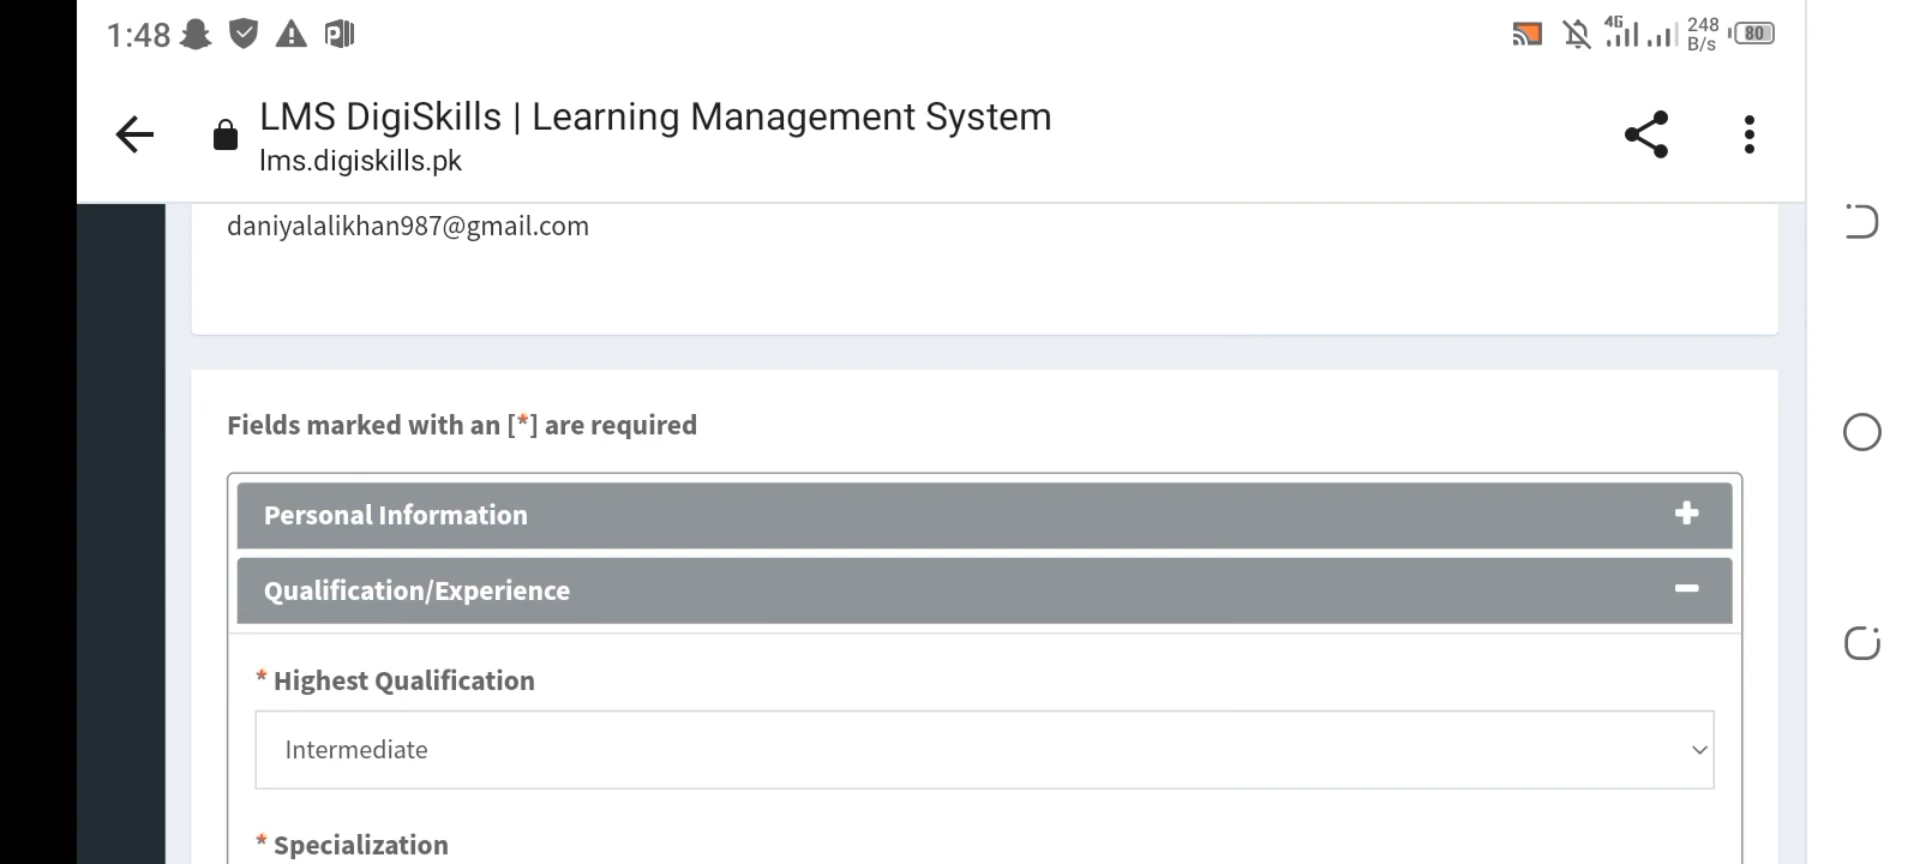 1:48
4G
248
B/s
80
LMS DigiSkills | Learning Management System
lms.digiskills.pk
daniyalalikhan987@gmail.com
Fields marked with an [*] are required
Personal Information
Qualification/Experience
* Highest Qualification
Intermediate
* Specialization